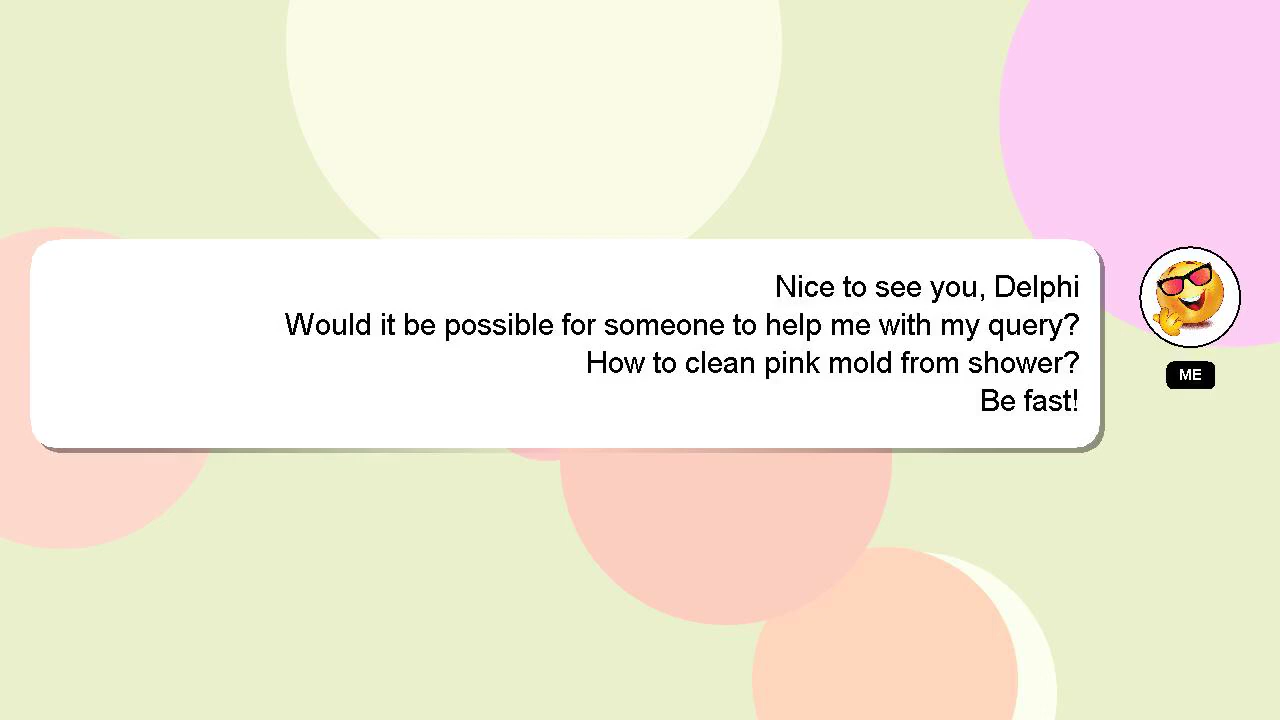 Nice to see you, Delphi
Would it be possible for someone to help me with my query?
How to clean pink mold from shower?
Be fast!
ME